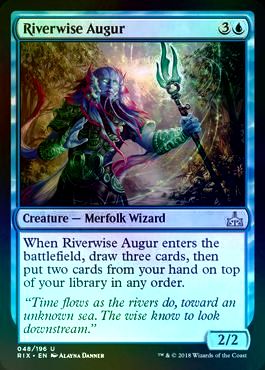 Riverwise Augur 3
Creature — Merfolk Wizard
When Riverwise Augur enters the
battlefield, draw three cards, then
put two cards from your hand on top
of your library in any order.
“Time flows as the rivers do, toward an
unknown sea. The wise know to look
downstream.”
2/2
048/196 U
RIX • EN ALAYNA DANNER
™ & © 2018 Wizards of the Coast